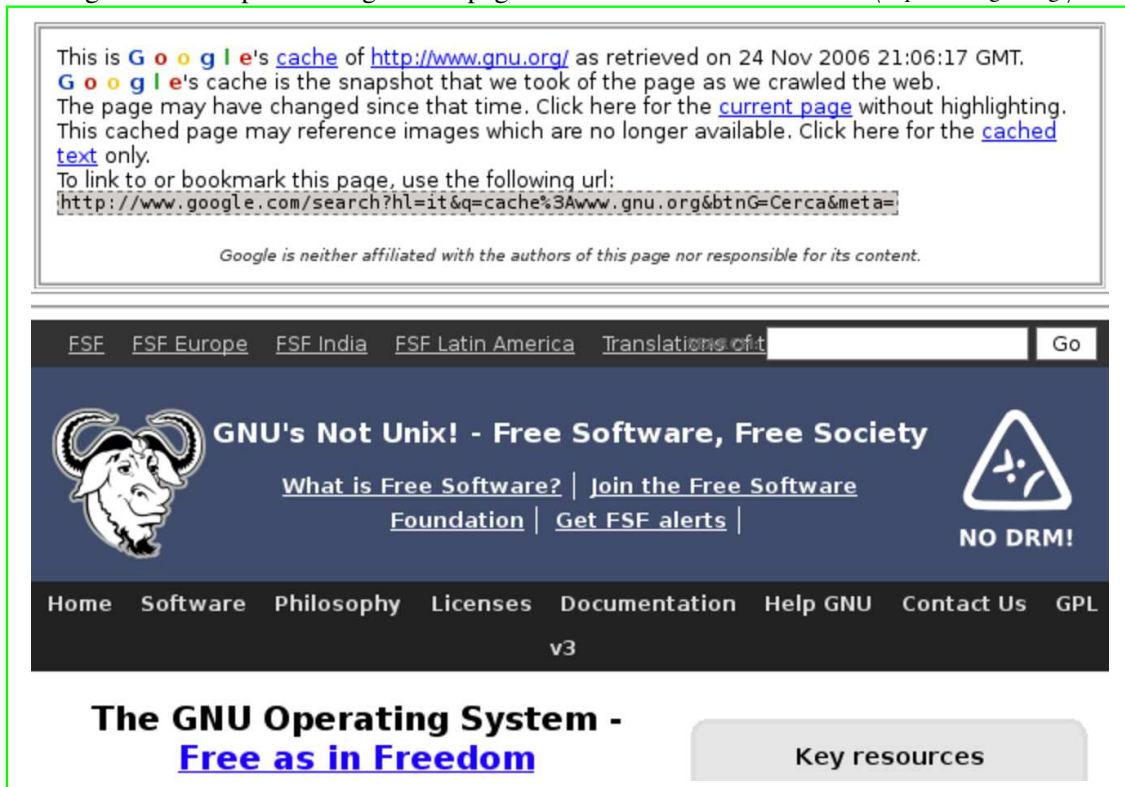 This is Google's cache of http://www.gnu.org/ as retrieved on 24 Nov 2006 21:06:17 GMT.
Google's cache is the snapshot that we took of the page as we crawled the web.
The page may have changed since that time. Click here for the current page without highlighting.
This cached page may reference images which are no longer available. Click here for the cached
text only.
To link to or bookmark this page, use the following url:
http://www.google.com/search?hl=it&q=cache%3Awww.gnu.org&btnG=Cerca&meta=
Google is neither affiliated with the authors of this page nor responsible for its content.
FSF FSF Europe FSF India FSF Latin America Translations of t Go
GNU's Not Unix! - Free Software, Free Society
What is Free Software? | Join the Free Software
Foundation | Get FSF alerts |
NO DRM!
Home Software Philosophy Licenses Documentation Help GNU Contact Us GPL
v3
The GNU Operating System -
Free as in Freedom
Key resources